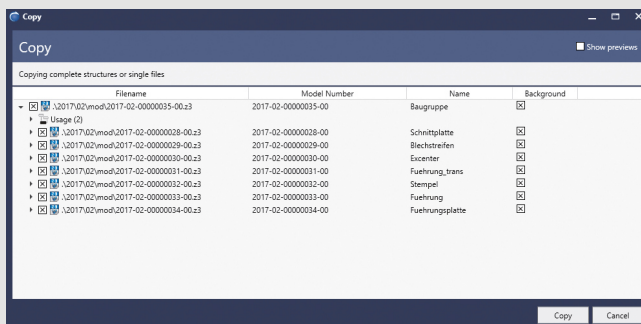 Copy
Copy
Show previews
Copying complete structures or single files
Filename Model Number Name Background
.\2017\02\mod\2017-02-00000035-00.z3 2017-02-00000035-00 Baugruppe
Usage (2)
.\2017\02\mod\2017-02-00000028-00.z3 2017-02-00000028-00 Schnittplatte
.\2017\02\mod\2017-02-00000029-00.z3 2017-02-00000029-00 Blechstreifen
.\2017\02\mod\2017-02-00000030-00.z3 2017-02-00000030-00 Excenter
.\2017\02\mod\2017-02-00000031-00.z3 2017-02-00000031-00 Fuehrung_trans
.\2017\02\mod\2017-02-00000032-00.z3 2017-02-00000032-00 Stempel
.\2017\02\mod\2017-02-00000033-00.z3 2017-02-00000033-00 Fuehrung
.\2017\02\mod\2017-02-00000034-00.z3 2017-02-00000034-00 Fuehrungsplatte
Copy Cancel